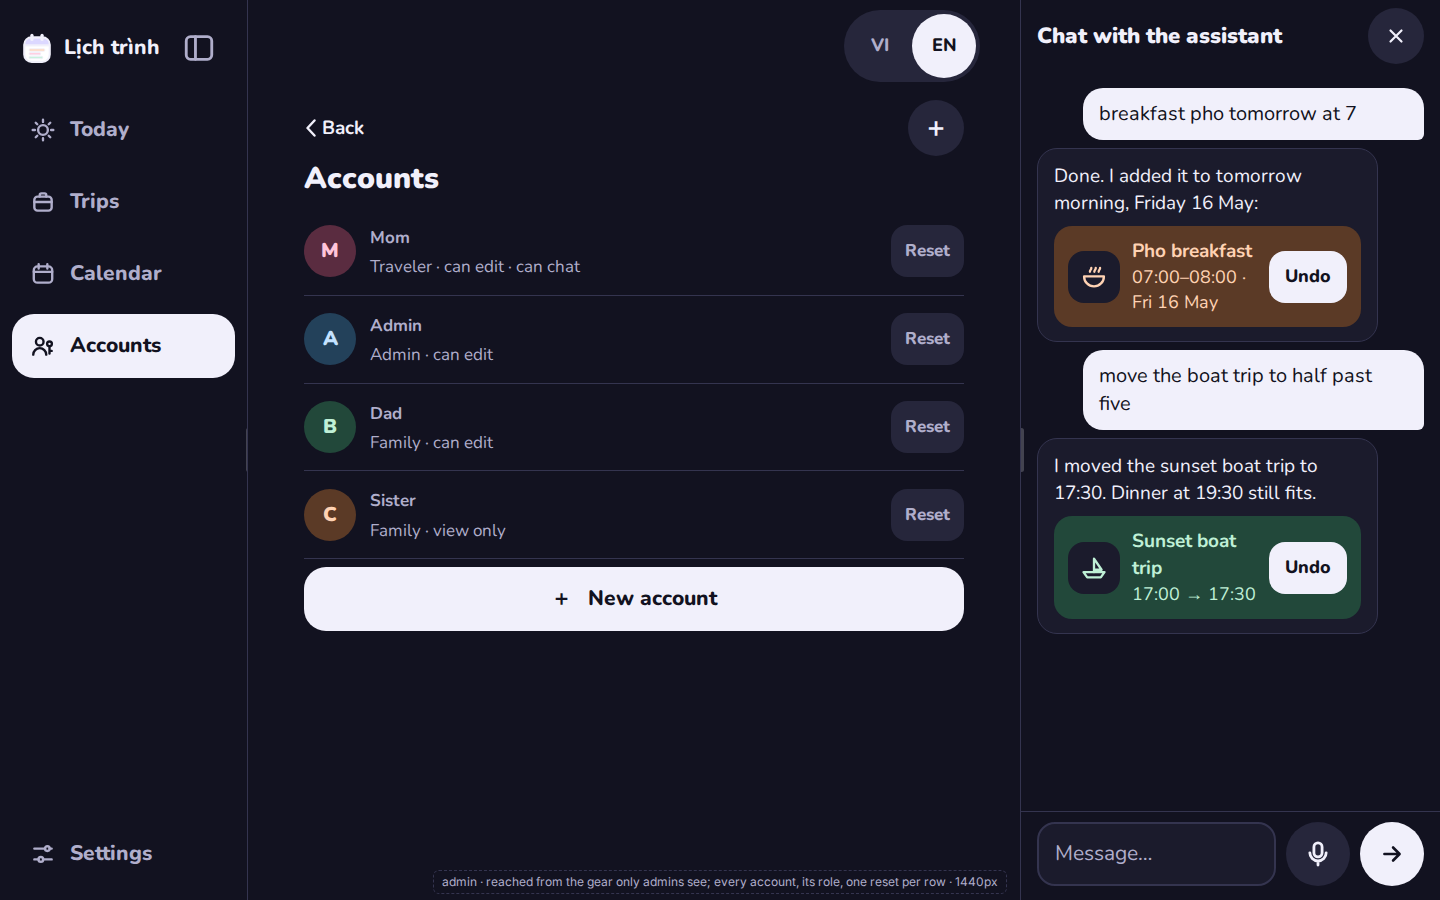 Lịch trình
Today
Trips
Calendar
Accounts
Settings
VI
EN
Back
+
Accounts
M
Mom
Traveler · can edit · can chat
Reset
A
Admin
Admin · can edit
Reset
B
Dad
Family · can edit
Reset
C
Sister
Family · view only
Reset
+ New account
admin · reached from the gear only admins see; every account, its role, one reset per row · 1440px
Chat with the assistant
breakfast pho tomorrow at 7
Done. I added it to tomorrow
morning, Friday 16 May:
Pho breakfast
07:00–08:00 ·
Fri 16 May
Undo
move the boat trip to half past
five
I moved the sunset boat trip to
17:30. Dinner at 19:30 still fits.
Sunset boat
trip
17:00 → 17:30
Undo
Message...